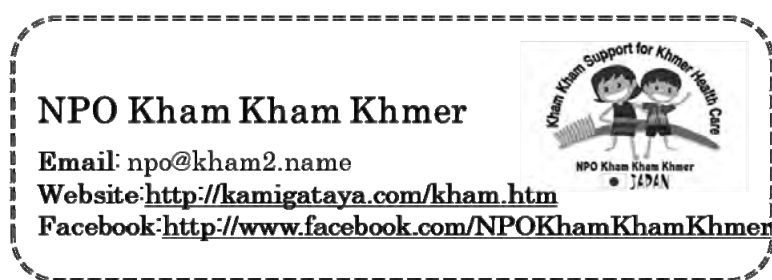 Kham Kham Support for Khmer Health Care
NPO Kham Kham Khmer
JAPAN
NPO Kham Kham Khmer
Email: npo@kham2.name
Website:http://kamigataya.com/kham.htm
Facebook:http://www.facebook.com/NPOKhamKhamKhmer